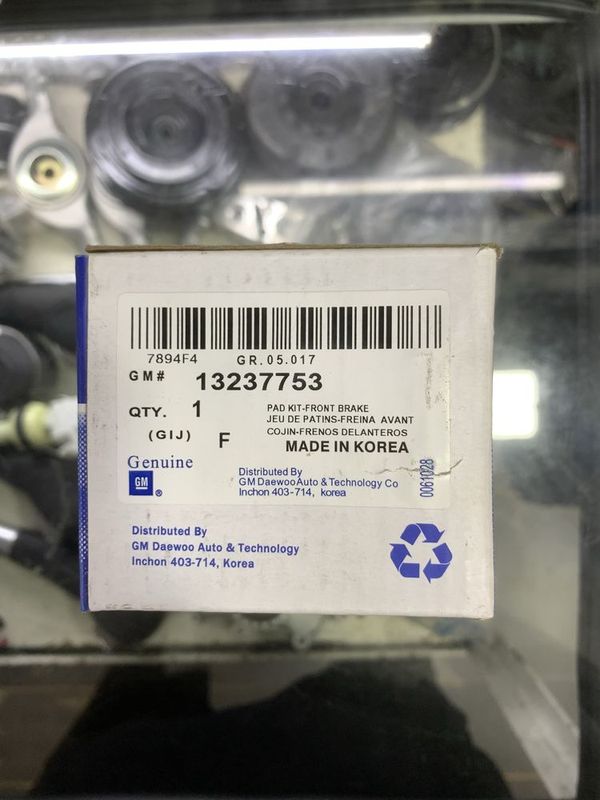 7894F4 GR.05.017
GM# 13237753
QTY. 1
(GIJ) F
PAD KIT-FRONT BRAKE
JEU DE PATINS-FREINA AVANT
COJIN-FRENOS DELANTEROS
MADE IN KOREA
Genuine
GM ®
Distributed By
GM Daewoo Auto & Technology Co
Inchon 403-714, korea
0061028
Distributed By
GM Daewoo Auto & Technology
Inchon 403-714, Korea